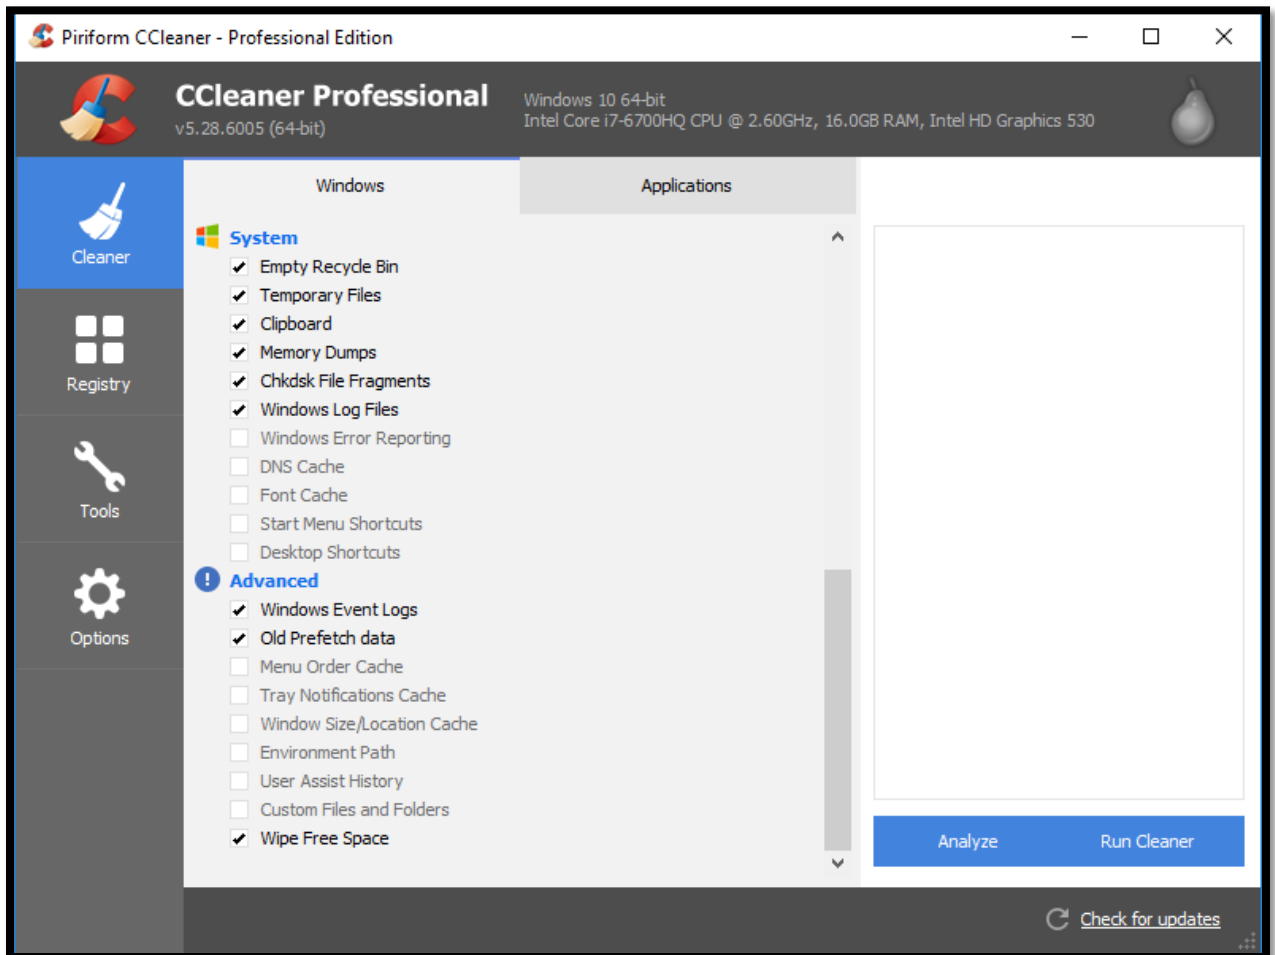 Piriform CCleaner - Professional Edition
CCleaner Professional
v5.28.6005 (64-bit)
Windows 10 64-bit
Intel Core i7-6700HQ CPU @ 2.60GHz, 16.0GB RAM, Intel HD Graphics 530
Cleaner
Registry
Tools
Options
Windows
Applications
System
Empty Recycle Bin
Temporary Files
Clipboard
Memory Dumps
Chkdsk File Fragments
Windows Log Files
Windows Error Reporting
DNS Cache
Font Cache
Start Menu Shortcuts
Desktop Shortcuts
Advanced
Windows Event Logs
Old Prefetch data
Menu Order Cache
Tray Notifications Cache
Window Size/Location Cache
Environment Path
User Assist History
Custom Files and Folders
Wipe Free Space
Analyze
Run Cleaner
Check for updates